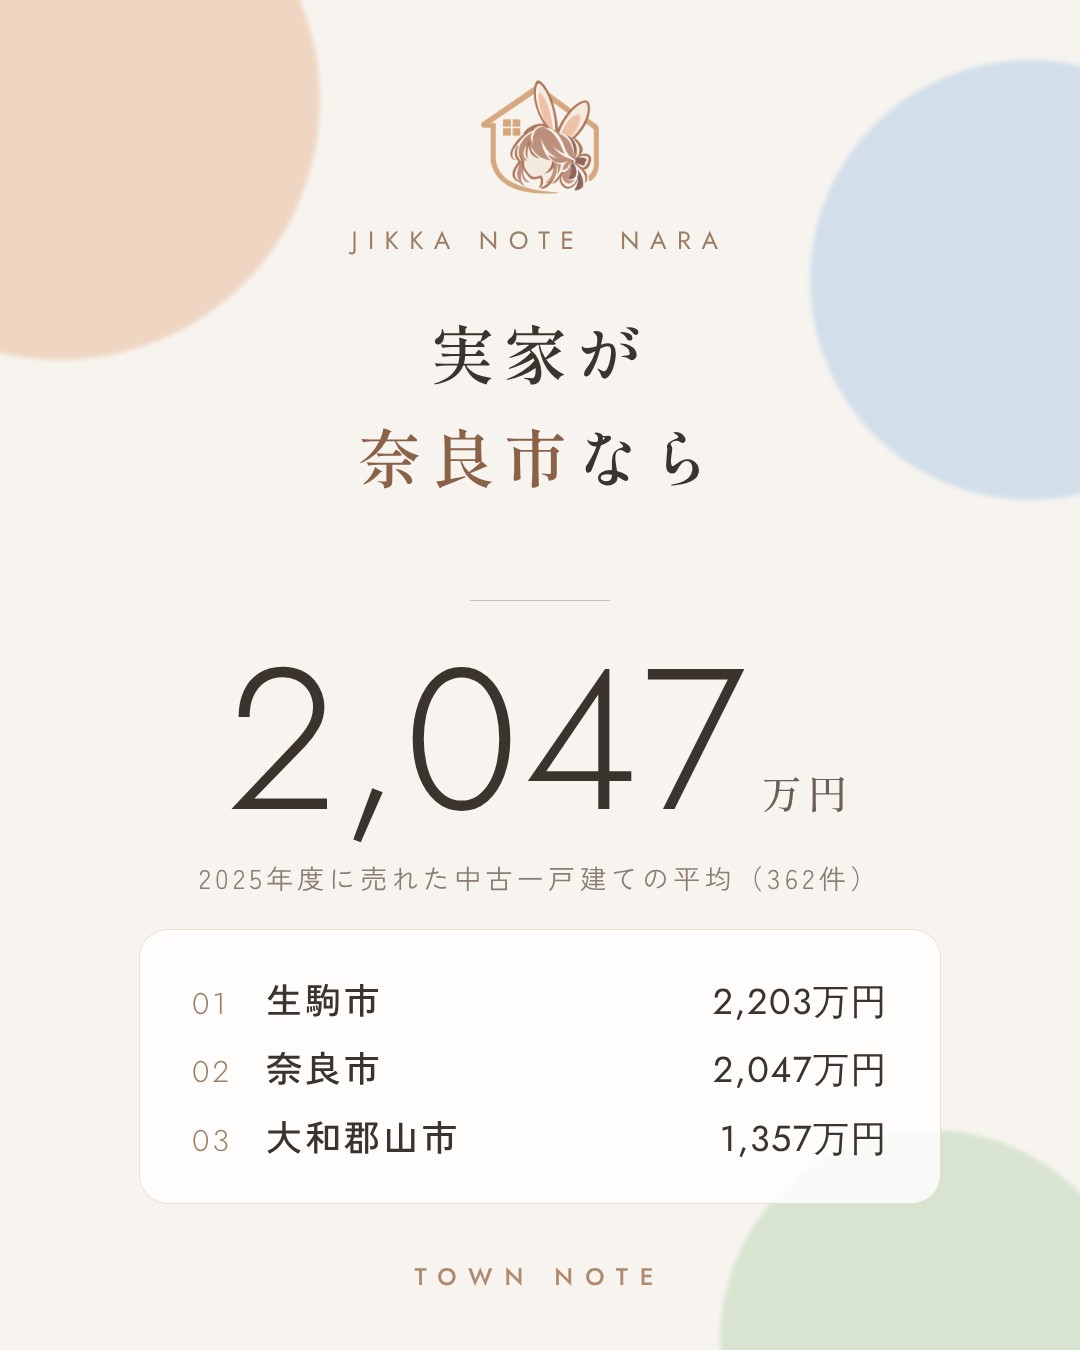 JIKKA NOTE NARA
実家が
奈良市なら
2,047万円
2025年度に売れた中古一戸建ての平均（362件）
01 生駒市 2,203万円
02 奈良市 2,047万円
03 大和郡山市 1,357万円
TOWN NOTE